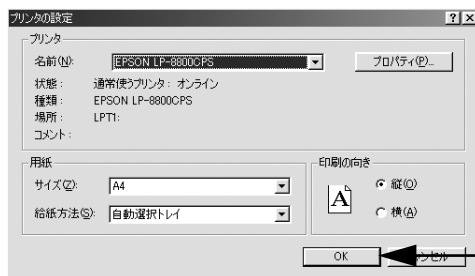 プリンタの設定
プリンタ
名前(N): EPSON LP-8800CPS プロパティ(P)...
状態： 通常使うプリンタ：オンライン
種類： EPSON LP-8800CPS
場所： LPT1:
コメント：
用紙
サイズ(Z): A4
給紙方法(S): 自動選択トレイ
印刷の向き
A
縦(O)
横(A)
OK
ンセル